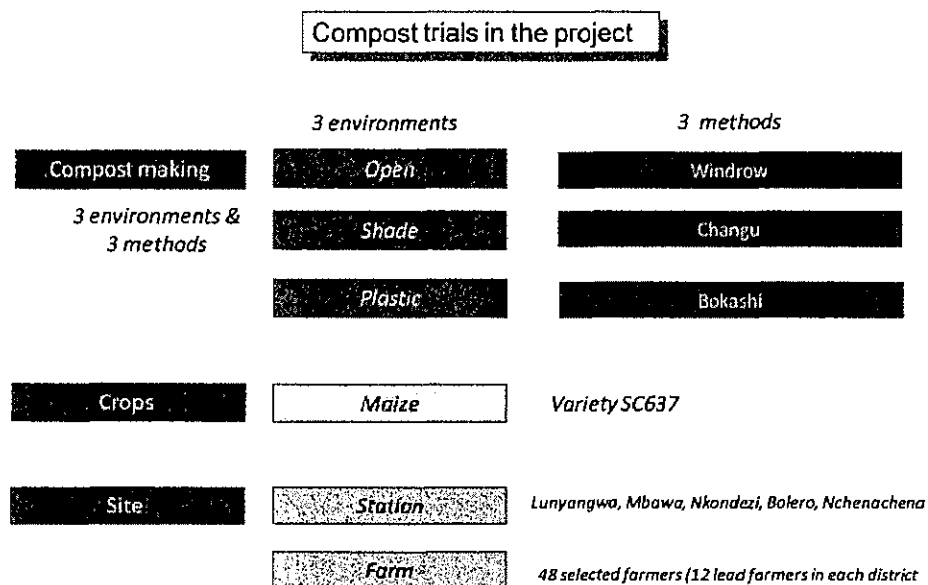 Compost trials in the project
3 environments
3 methods
Compost making
Open
Windrow
3 environments &
3 methods
Shade
Changu
Plastic
Bokashi
Crops
Maize
Variety SC637
Site
Station
Lunyangwa, Mbawa, Nkondezi, Bolero, Nchenachena
Farm
48 selected farmers (12 lead farmers in each district